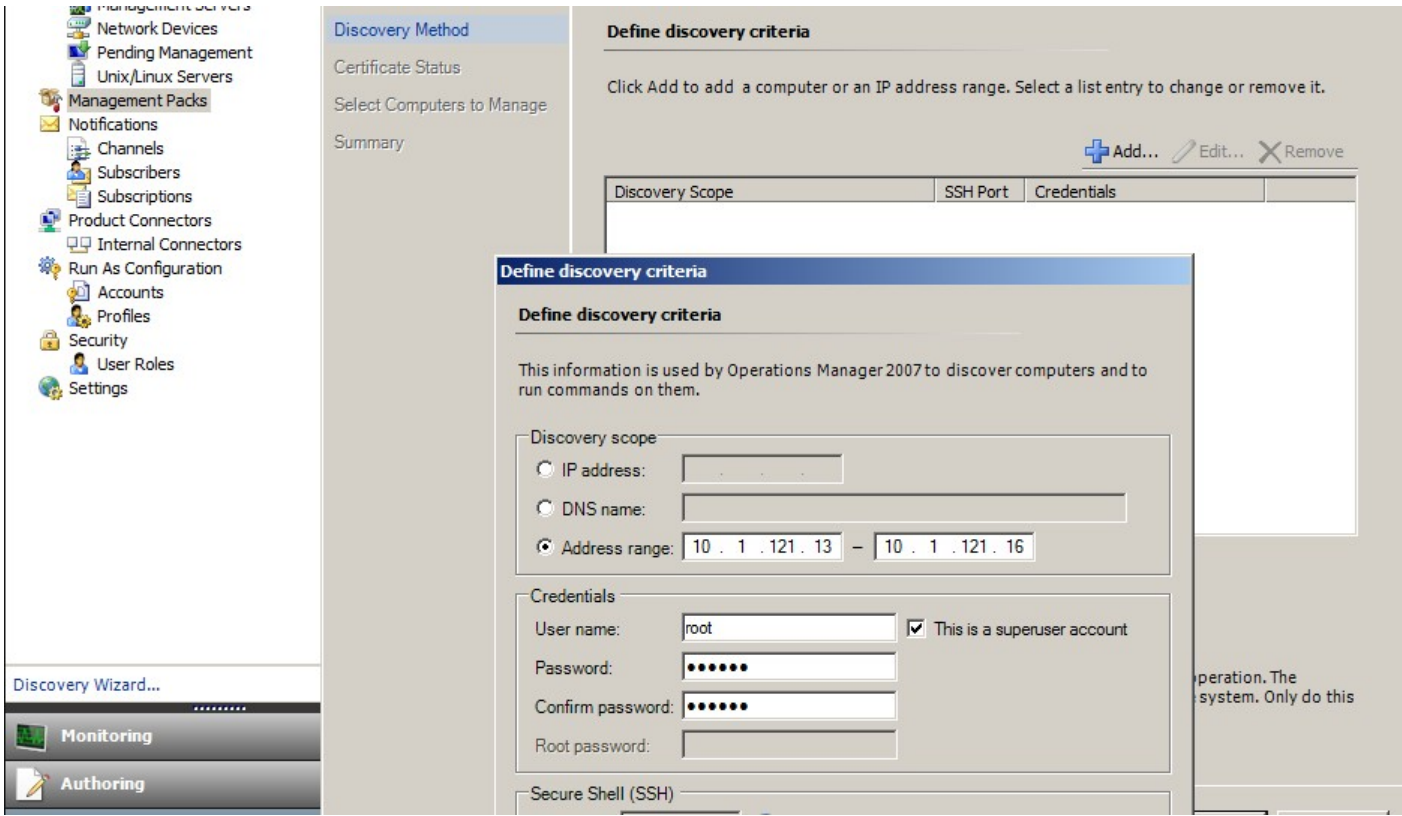 Management Servers
Network Devices
Pending Management
Unix/Linux Servers
Management Packs
Notifications
Channels
Subscribers
Subscriptions
Product Connectors
Internal Connectors
Run As Configuration
Accounts
Profiles
Security
User Roles
Settings
Discovery Wizard...
Monitoring
Authoring
Discovery Method
Certificate Status
Select Computers to Manage
Summary
Define discovery criteria
Click Add to add a computer or an IP address range. Select a list entry to change or remove it.
Add... Edit... Remove
Discovery Scope SSH Port Credentials
Define discovery criteria
Define discovery criteria
This information is used by Operations Manager 2007 to discover computers and to
run commands on them.
Discovery scope
IP address: . . .
DNS name:
Address range: 10 . 1 . 121 . 13 – 10 . 1 . 121 . 16
Credentials
User name: root This is a superuser account
Password: ●●●●●●
Confirm password: ●●●●●●
Root password:
Secure Shell (SSH)
operation. The
system. Only do this